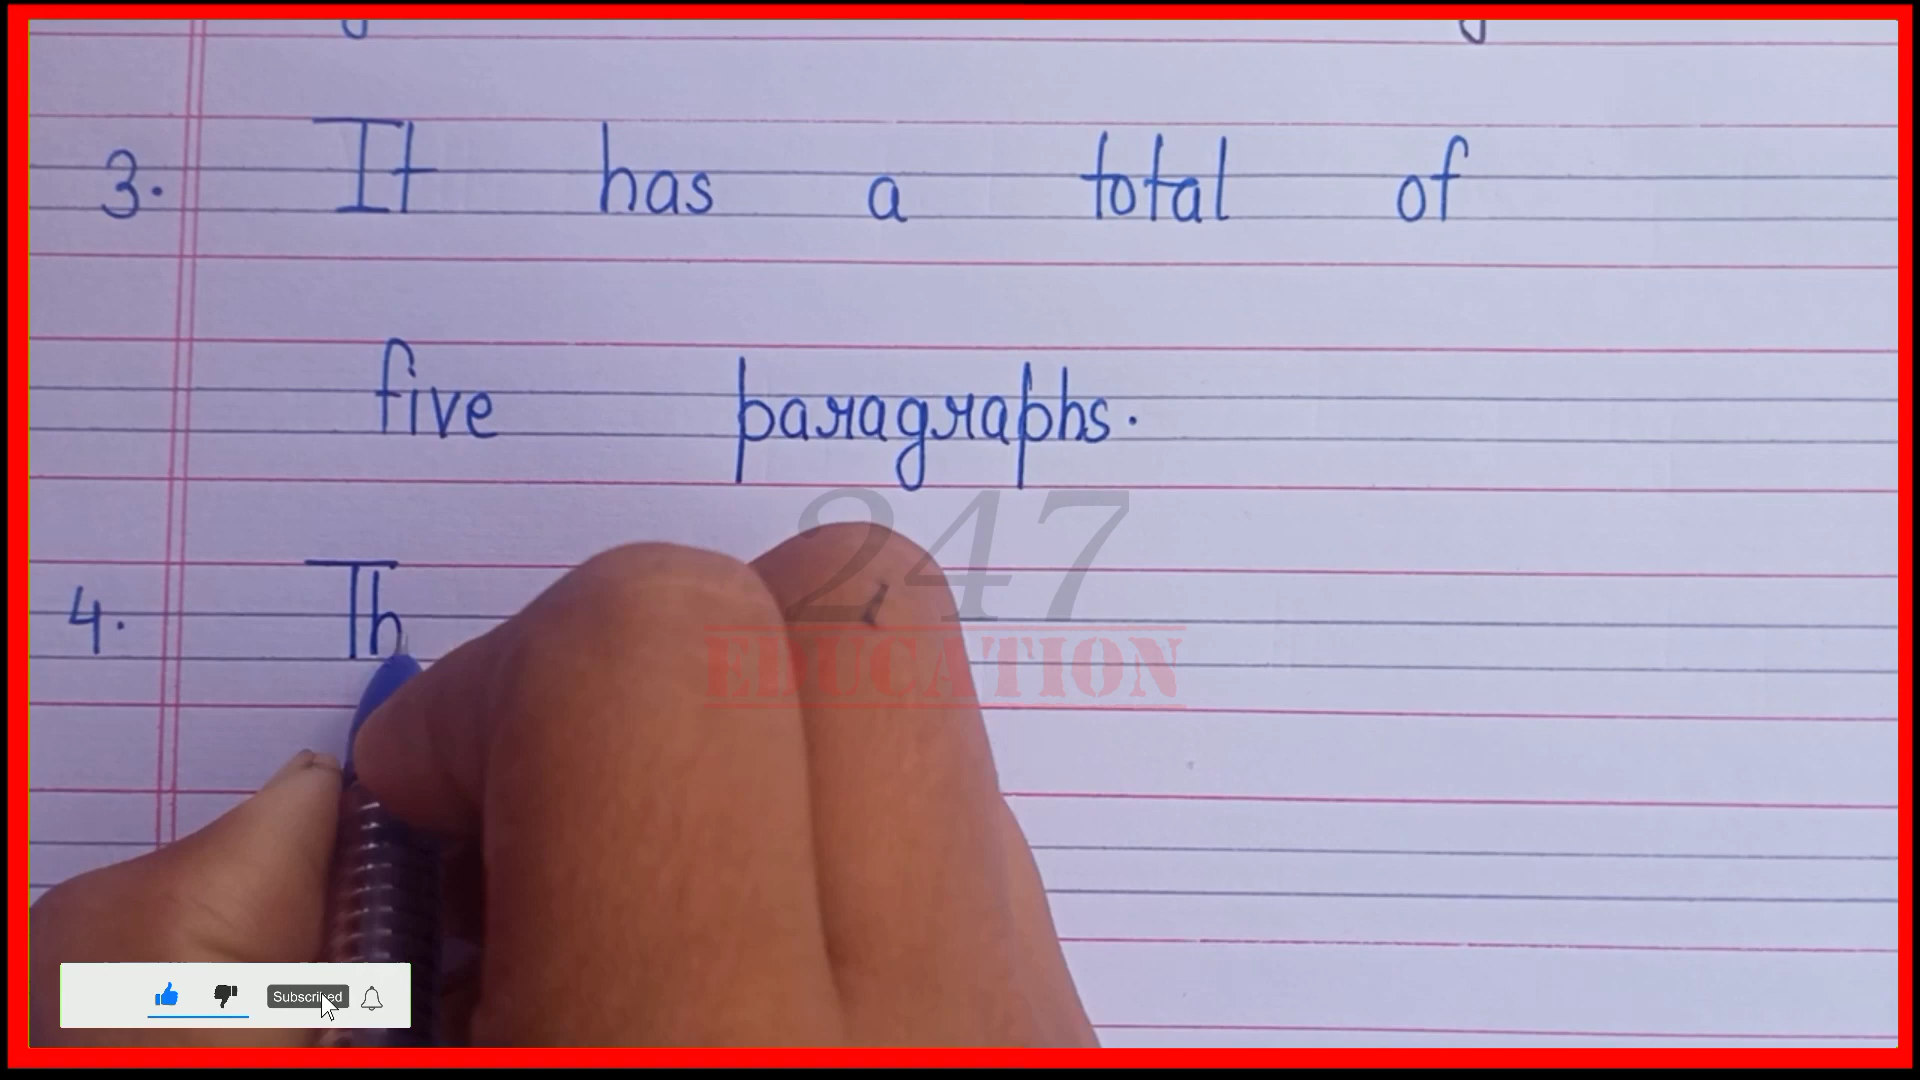 3. It has a total of
five paragraphs.
247
EDUCATION
4. Th
Subscribed